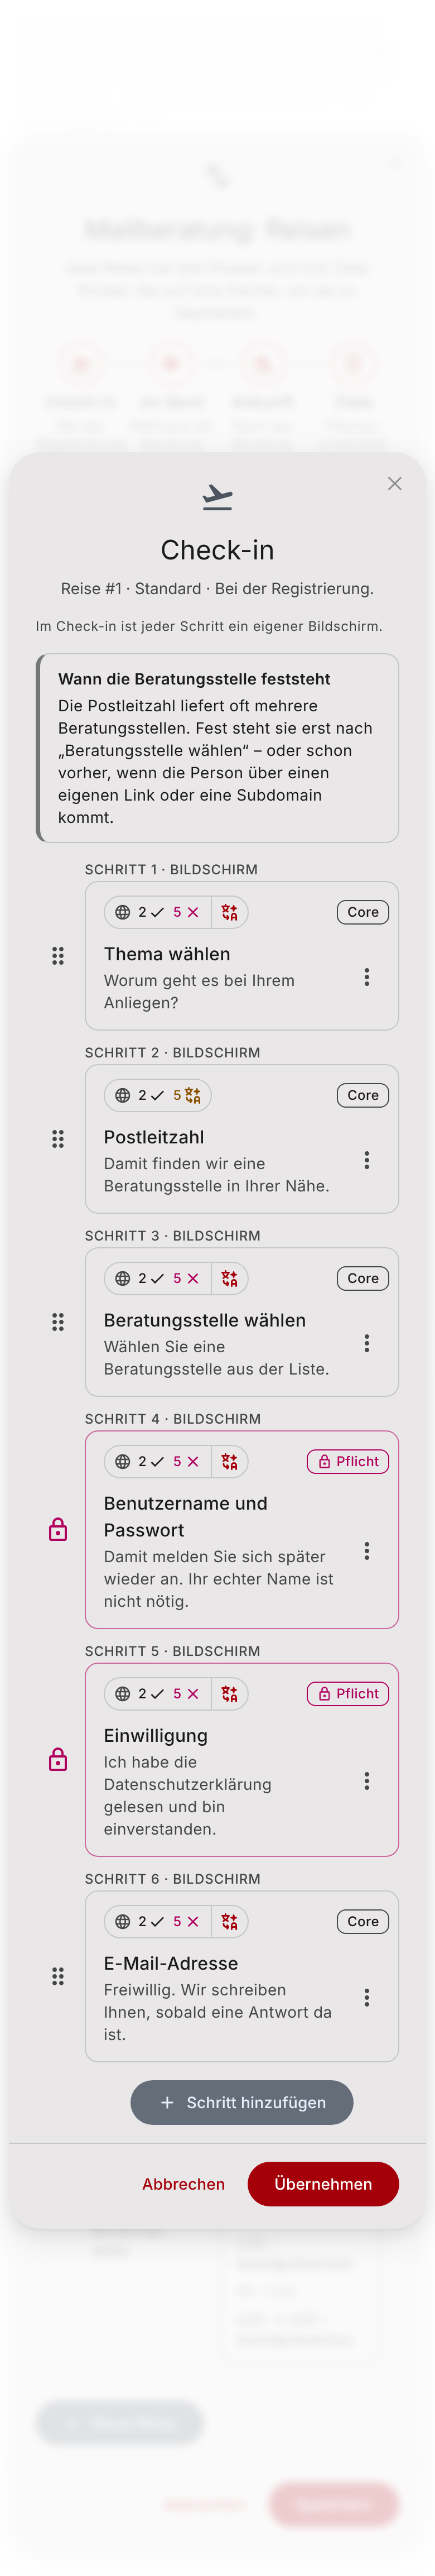 Mailberatung: Reisen
Check-in
Reise #1 · Standard · Bei der Registrierung.
Im Check-in ist jeder Schritt ein eigener Bildschirm.
Wann die Beratungsstelle feststeht
Die Postleitzahl liefert oft mehrere
Beratungsstellen. Fest steht sie erst nach
„Beratungsstelle wählen“ – oder schon
vorher, wenn die Person über einen
eigenen Link oder eine Subdomain
kommt.
SCHRITT 1 · BILDSCHIRM
2 5 Core
Thema wählen
Worum geht es bei Ihrem
Anliegen?
SCHRITT 2 · BILDSCHIRM
2 5 Core
Postleitzahl
Damit finden wir eine
Beratungsstelle in Ihrer Nähe.
SCHRITT 3 · BILDSCHIRM
2 5 Core
Beratungsstelle wählen
Wählen Sie eine
Beratungsstelle aus der Liste.
SCHRITT 4 · BILDSCHIRM
2 5 Pflicht
Benutzername und
Passwort
Damit melden Sie sich später
wieder an. Ihr echter Name ist
nicht nötig.
SCHRITT 5 · BILDSCHIRM
2 5 Pflicht
Einwilligung
Ich habe die
Datenschutzerklärung
gelesen und bin
einverstanden.
SCHRITT 6 · BILDSCHIRM
2 5 Core
E-Mail-Adresse
Freiwillig. Wir schreiben
Ihnen, sobald eine Antwort da
ist.
Schritt hinzufügen
Abbrechen Übernehmen